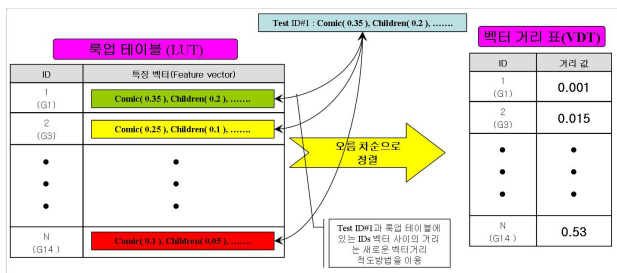 Test ID#1 : Comic( 0.35 ), Children( 0.2 ), …….
룩업 테이블 (LUT)
ID 특징 벡터(Feature vector)
1 (G1) Comic( 0.35 ), Children( 0.2 ), …….
2 (G3) Comic( 0.25 ), Children( 0.1 ), …….
N (G14 ) Comic( 0.1 ), Children( 0.05 ), …….
오름 차순으로
정렬
Test ID#1과 룩업 테이블에
있는 IDs 벡터 사이의 거리
는 새로운 벡터거리
척도방법을 이용
벡터 거리 표(VDT)
ID 거리 값
1 (G1) 0.001
2 (G3) 0.015
N (G14 ) 0.53